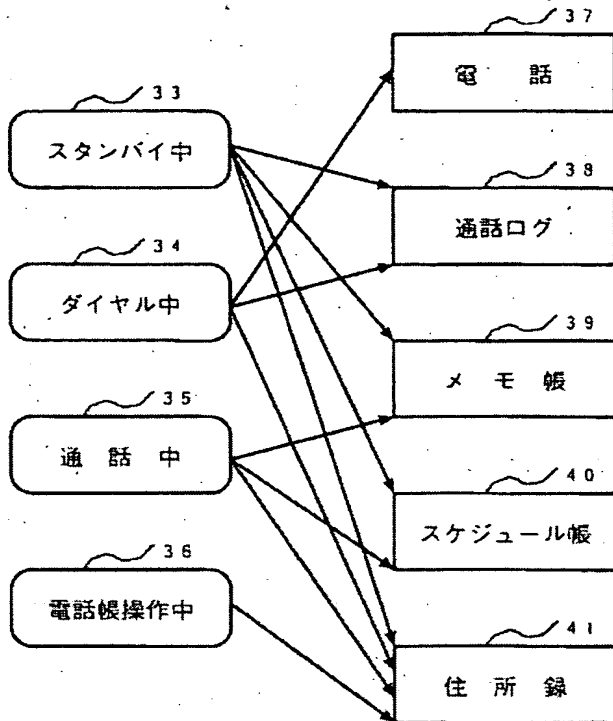 37
電話
33
スタンバイ中
38
通話ログ
34
ダイヤル中
39
メモ帳
35
通話中
40
スケジュール帳
36
電話帳操作中
41
住所録